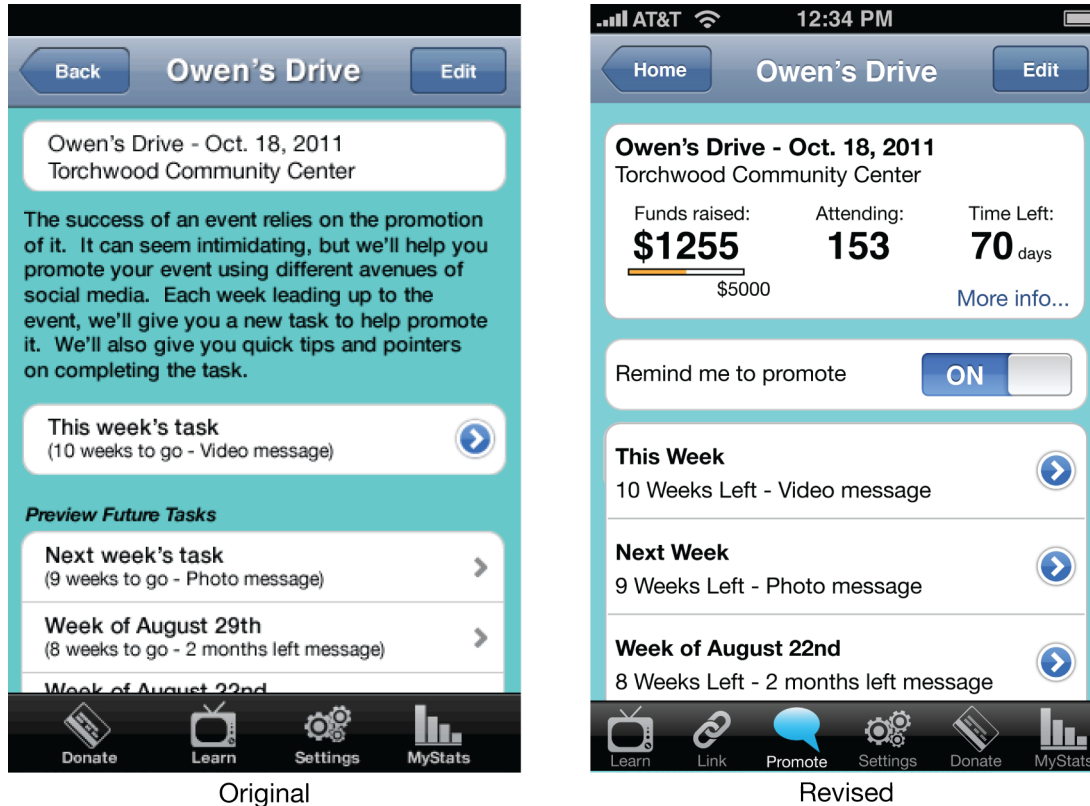 Back
Owen's Drive
Edit
Owen's Drive - Oct. 18, 2011
Torchwood Community Center
The success of an event relies on the promotion
of it.  It can seem intimidating, but we'll help you
promote your event using different avenues of
social media.  Each week leading up to the
event, we'll give you a new task to help promote
it.  We'll also give you quick tips and pointers
on completing the task.
This week's task
(10 weeks to go - Video message)
Preview Future Tasks
Next week's task
(9 weeks to go - Photo message)
Week of August 29th
(8 weeks to go - 2 months left message)
Week of August 22nd
Donate
Learn
Settings
MyStats
Original
AT&T
12:34 PM
Home
Owen's Drive
Edit
Owen's Drive - Oct. 18, 2011
Torchwood Community Center
Funds raised:
Attending:
Time Left:
$1255
153
70 days
$5000
More info...
Remind me to promote
ON
This Week
10 Weeks Left - Video message
Next Week
9 Weeks Left - Photo message
Week of August 22nd
8 Weeks Left - 2 months left message
Learn
Link
Promote
Settings
Donate
MyStats
Revised